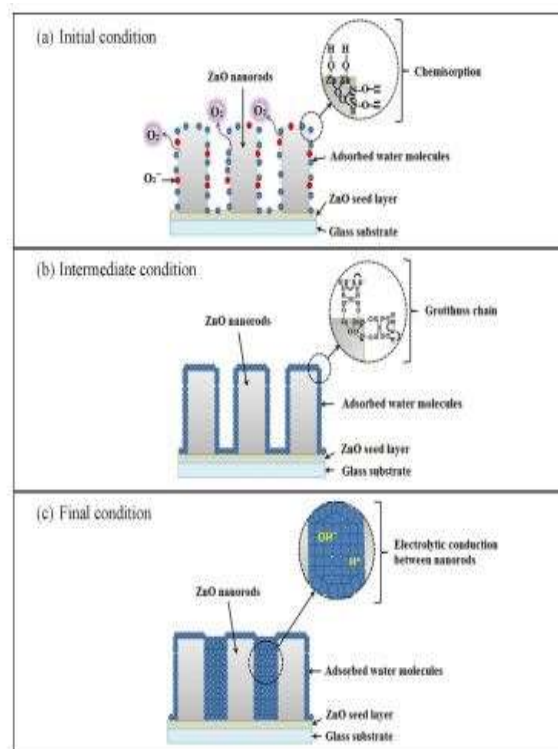 (a) Initial condition
ZnO nanorods
O₂
O₂
O₂
Chemisorption
Adsorbed water molecules
O₂⁻
ZnO seed layer
Glass substrate
(b) Intermediate condition
ZnO nanorods
Grotthuss chain
Adsorbed water molecules
ZnO seed layer
Glass substrate
(c) Final condition
OH⁻
H⁺
Electrolytic conduction
between nanorods
ZnO nanorods
Adsorbed water molecules
ZnO seed layer
Glass substrate